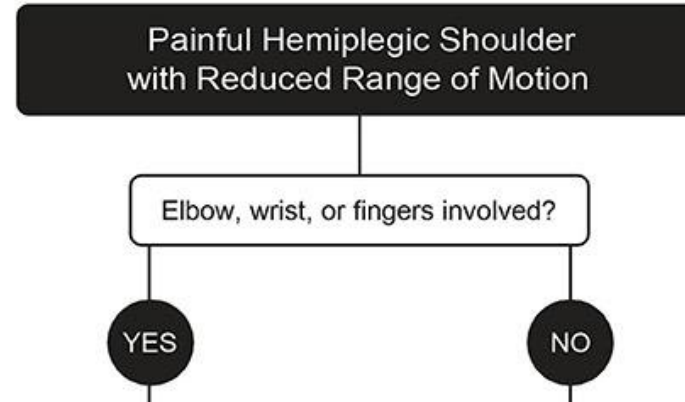 Painful Hemiplegic Shoulder
with Reduced Range of Motion
Elbow, wrist, or fingers involved?
YES
NO